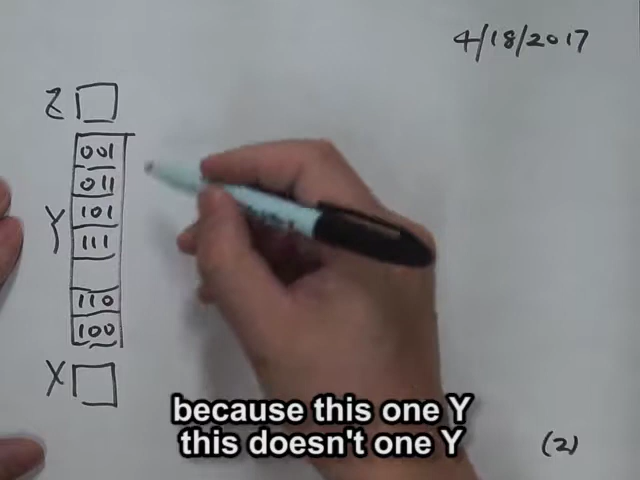 4/18/2017
Z
001
011
101
Y
111
110
100
X
because this one Y
this doesn't one Y
(2)